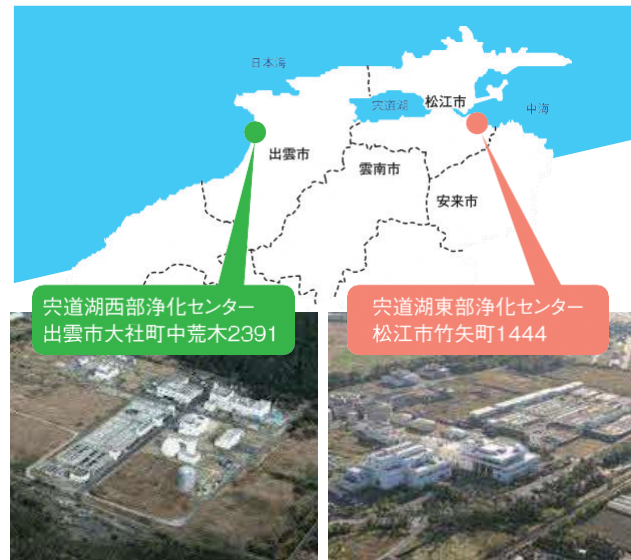 日本海
宍道湖
松江市
中海
出雲市
雲南市
安来市
宍道湖西部浄化センター
出雲市大社町中荒木2391
宍道湖東部浄化センター
松江市竹矢町1444